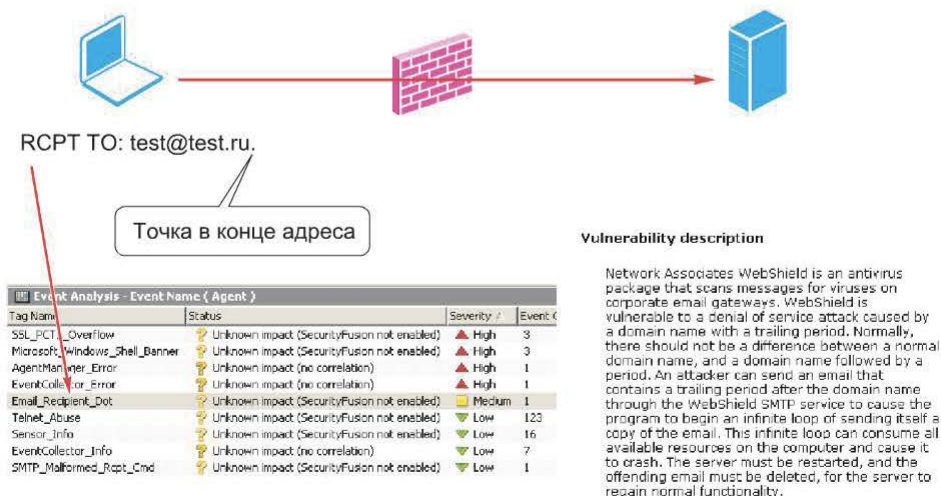 RCPT TO: test@test.ru.
Точка в конце адреса
Event Analysis - Event Name ( Agent )
Tag Name Status Severity / Event C
SSL_PCT_Overflow ? Unknown impact (SecurityFusion not enabled) High 3
Microsoft_Windows_Shell_Banner ? Unknown impact (SecurityFusion not enabled) High 3
AgentManager_Error ? Unknown impact (no correlation) High 1
EventCollector_Error ? Unknown impact (no correlation) High 1
Email_Recipient_Dot ? Unknown impact (SecurityFusion not enabled) Medium 1
Telnet_Abuse ? Unknown impact (SecurityFusion not enabled) Low 123
Sensor_Info ? Unknown impact (SecurityFusion not enabled) Low 16
EventCollector_Info ? Unknown impact (no correlation) Low 7
SMTP_Malformed_Rcpt_Cmd ? Unknown impact (SecurityFusion not enabled) Low 1
Vulnerability description
Network Associates WebShield is an antivirus
package that scans messages for viruses on
corporate email gateways. WebShield is
vulnerable to a denial of service attack caused by
a domain name with a trailing period. Normally,
there should not be a difference between a normal
domain name, and a domain name followed by a
period. An attacker can send an email that
contains a trailing period after the domain name
through the WebShield SMTP service to cause the
program to begin an infinite loop of sending itself a
copy of the email. This infinite loop can consume all
available resources on the computer and cause it
to crash. The server must be restarted, and the
offending email must be deleted, for the server to
regain normal functionality.